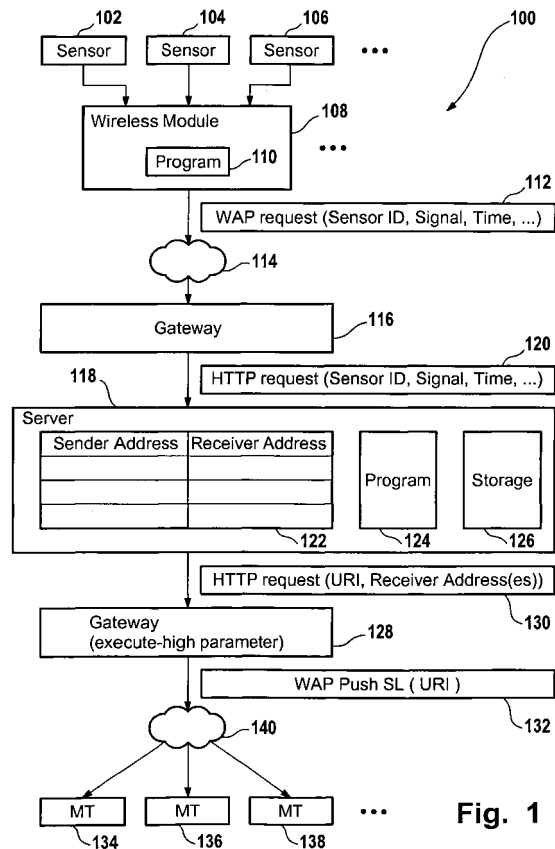 102 104 106 100
Sensor Sensor Sensor •••
Wireless Module 108
Program 110 •••
112
WAP request (Sensor ID, Signal, Time, ...)
114
Gateway 116
120
118 HTTP request (Sensor ID, Signal, Time, ...)
Server
Sender Address Receiver Address
Program Storage
122 124 126
HTTP request (URI, Receiver Address(es))
130
Gateway
(execute-high parameter) 128
WAP Push SL ( URI )
132
140
MT MT MT •••
134 136 138
Fig. 1